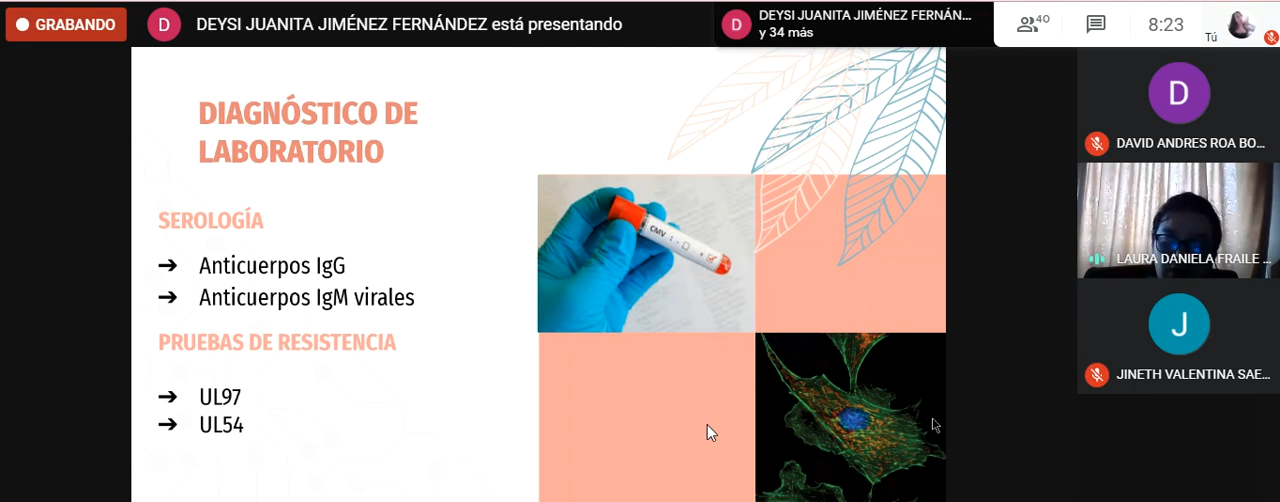 GRABANDO
D
DEYSI JUANITA JIMÉNEZ FERNÁNDEZ está presentando
D
DEYSI JUANITA JIMÉNEZ FERNÁN...
y 34 más
40
8:23
Tú
DIAGNÓSTICO DE
LABORATORIO
SEROLOGÍA
➔ Anticuerpos IgG
➔ Anticuerpos IgM virales
PRUEBAS DE RESISTENCIA
➔ UL97
➔ UL54
CMV
D
DAVID ANDRES ROA BO...
LAURA DANIELA FRAILE ...
J
JINETH VALENTINA SAE...